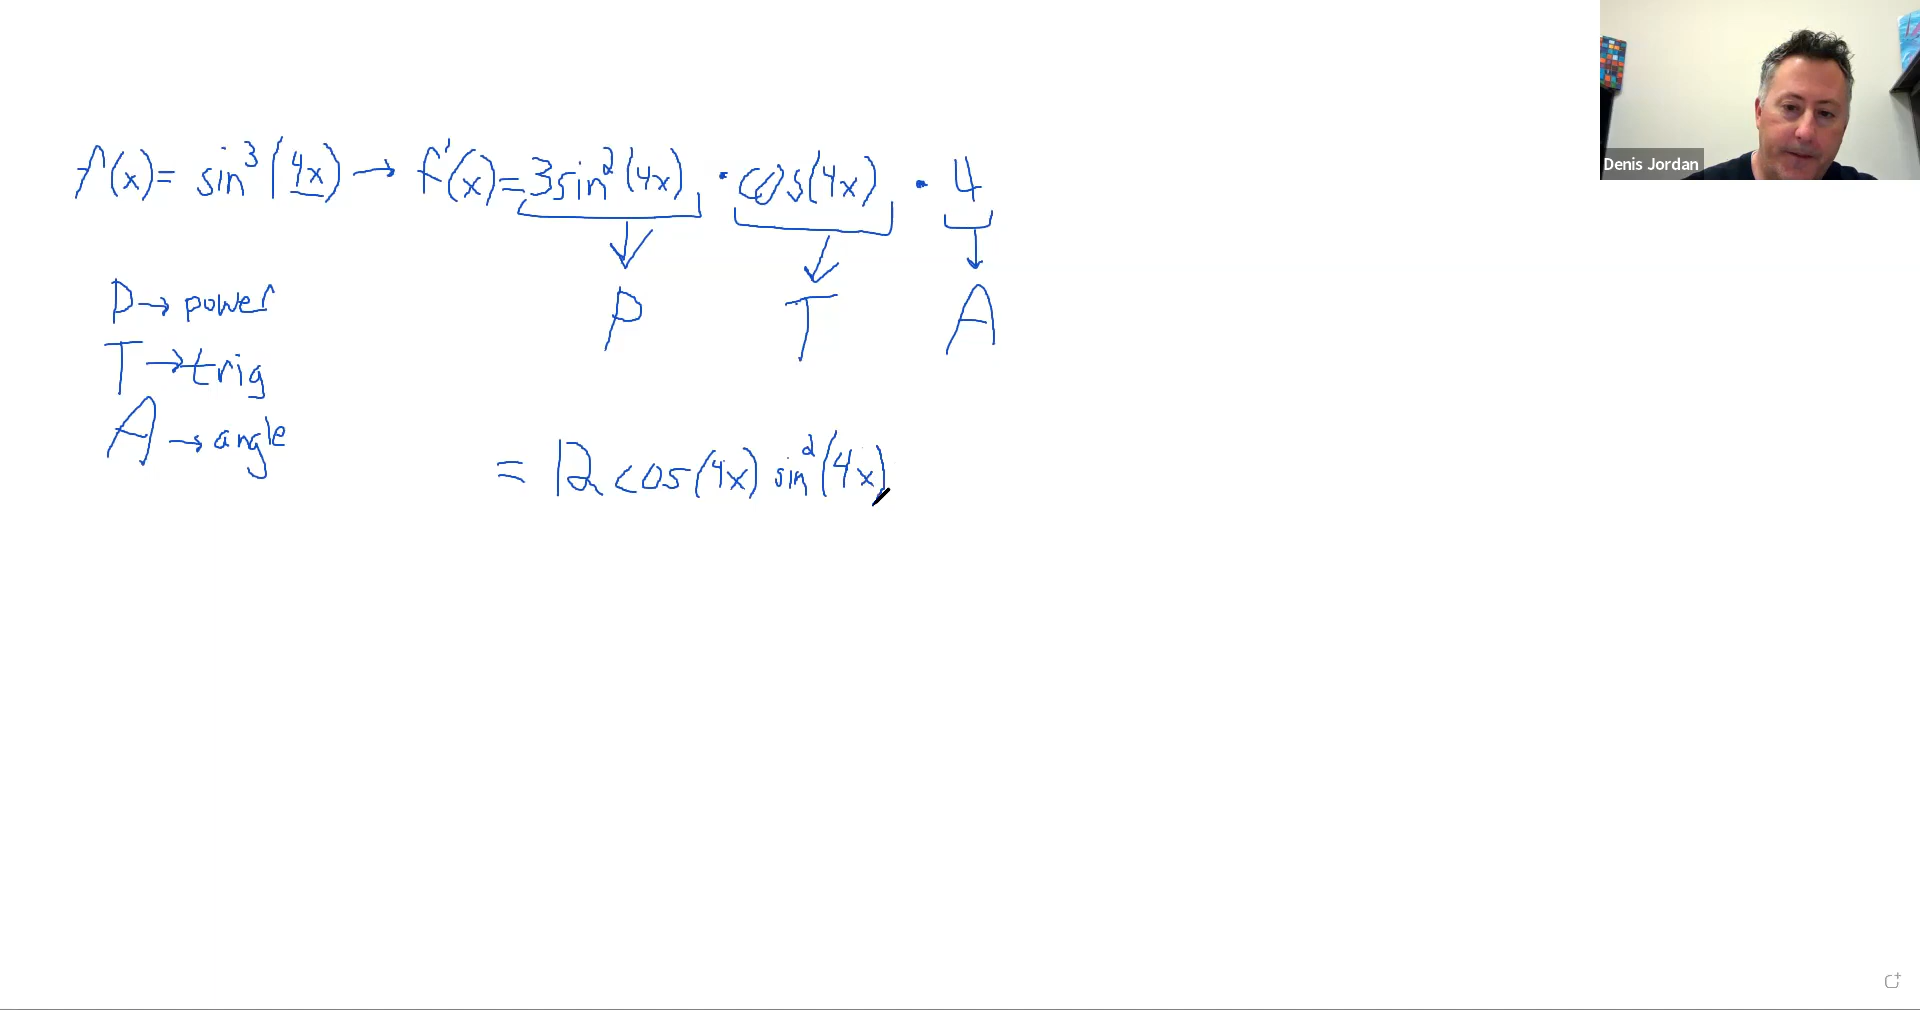 Denis Jordan
f(x) = sin³(4x) → f'(x) = 3sin²(4x) · cos(4x) · 4
P T A
P → power
T → trig
A → angle
= 12 cos(4x) sin²(4x)